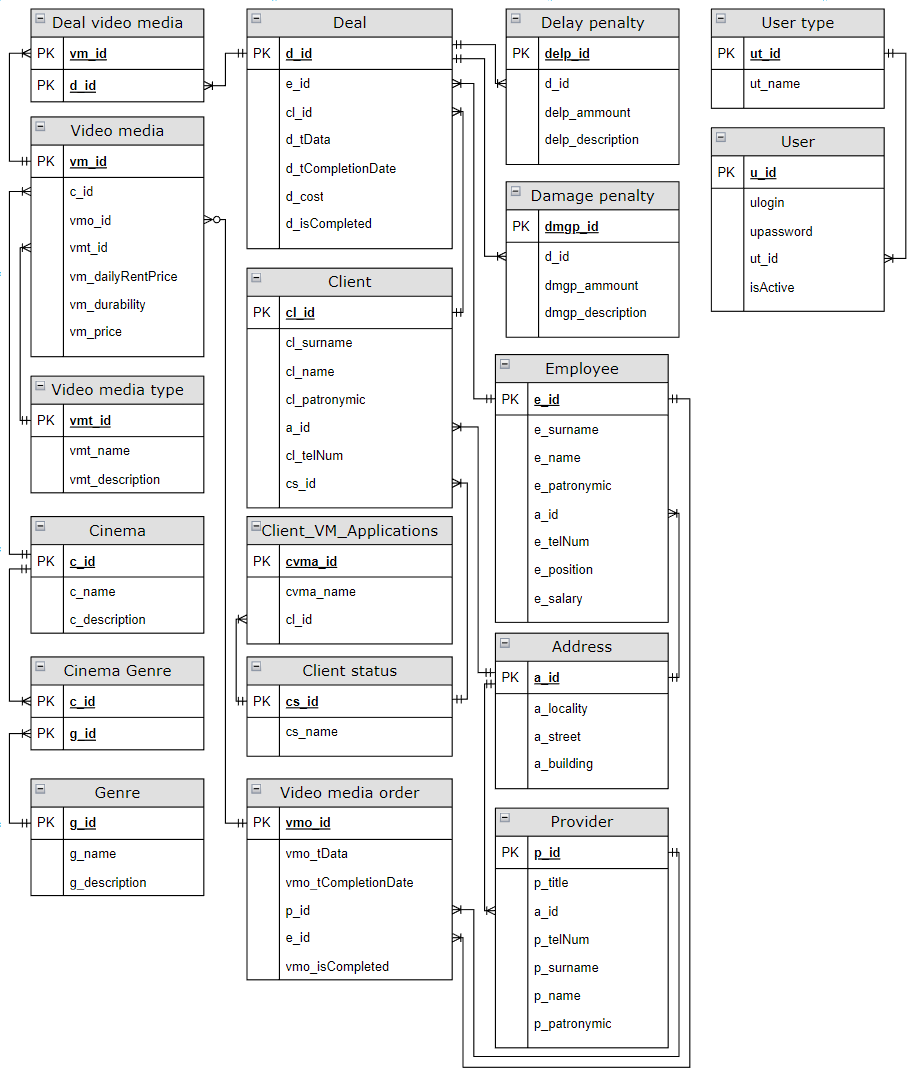 Deal video media
PK vm_id
PK d_id
Video media
PK vm_id
c_id
vmo_id
vmt_id
vm_dailyRentPrice
vm_durability
vm_price
Video media type
PK vmt_id
vmt_name
vmt_description
Cinema
PK c_id
c_name
c_description
Cinema Genre
PK c_id
PK g_id
Genre
PK g_id
g_name
g_description
Deal
PK d_id
e_id
cl_id
d_tData
d_tCompletionDate
d_cost
d_isCompleted
Client
PK cl_id
cl_surname
cl_name
cl_patronymic
a_id
cl_telNum
cs_id
Client_VM_Applications
PK cvma_id
cvma_name
cl_id
Client status
PK cs_id
cs_name
Video media order
PK vmo_id
vmo_tData
vmo_tCompletionDate
p_id
e_id
vmo_isCompleted
Delay penalty
PK delp_id
d_id
delp_ammount
delp_description
Damage penalty
PK dmgp_id
d_id
dmgp_ammount
dmgp_description
Employee
PK e_id
e_surname
e_name
e_patronymic
a_id
e_telNum
e_position
e_salary
Address
PK a_id
a_locality
a_street
a_building
Provider
PK p_id
p_title
a_id
p_telNum
p_surname
p_name
p_patronymic
User type
PK ut_id
ut_name
User
PK u_id
ulogin
upassword
ut_id
isActive